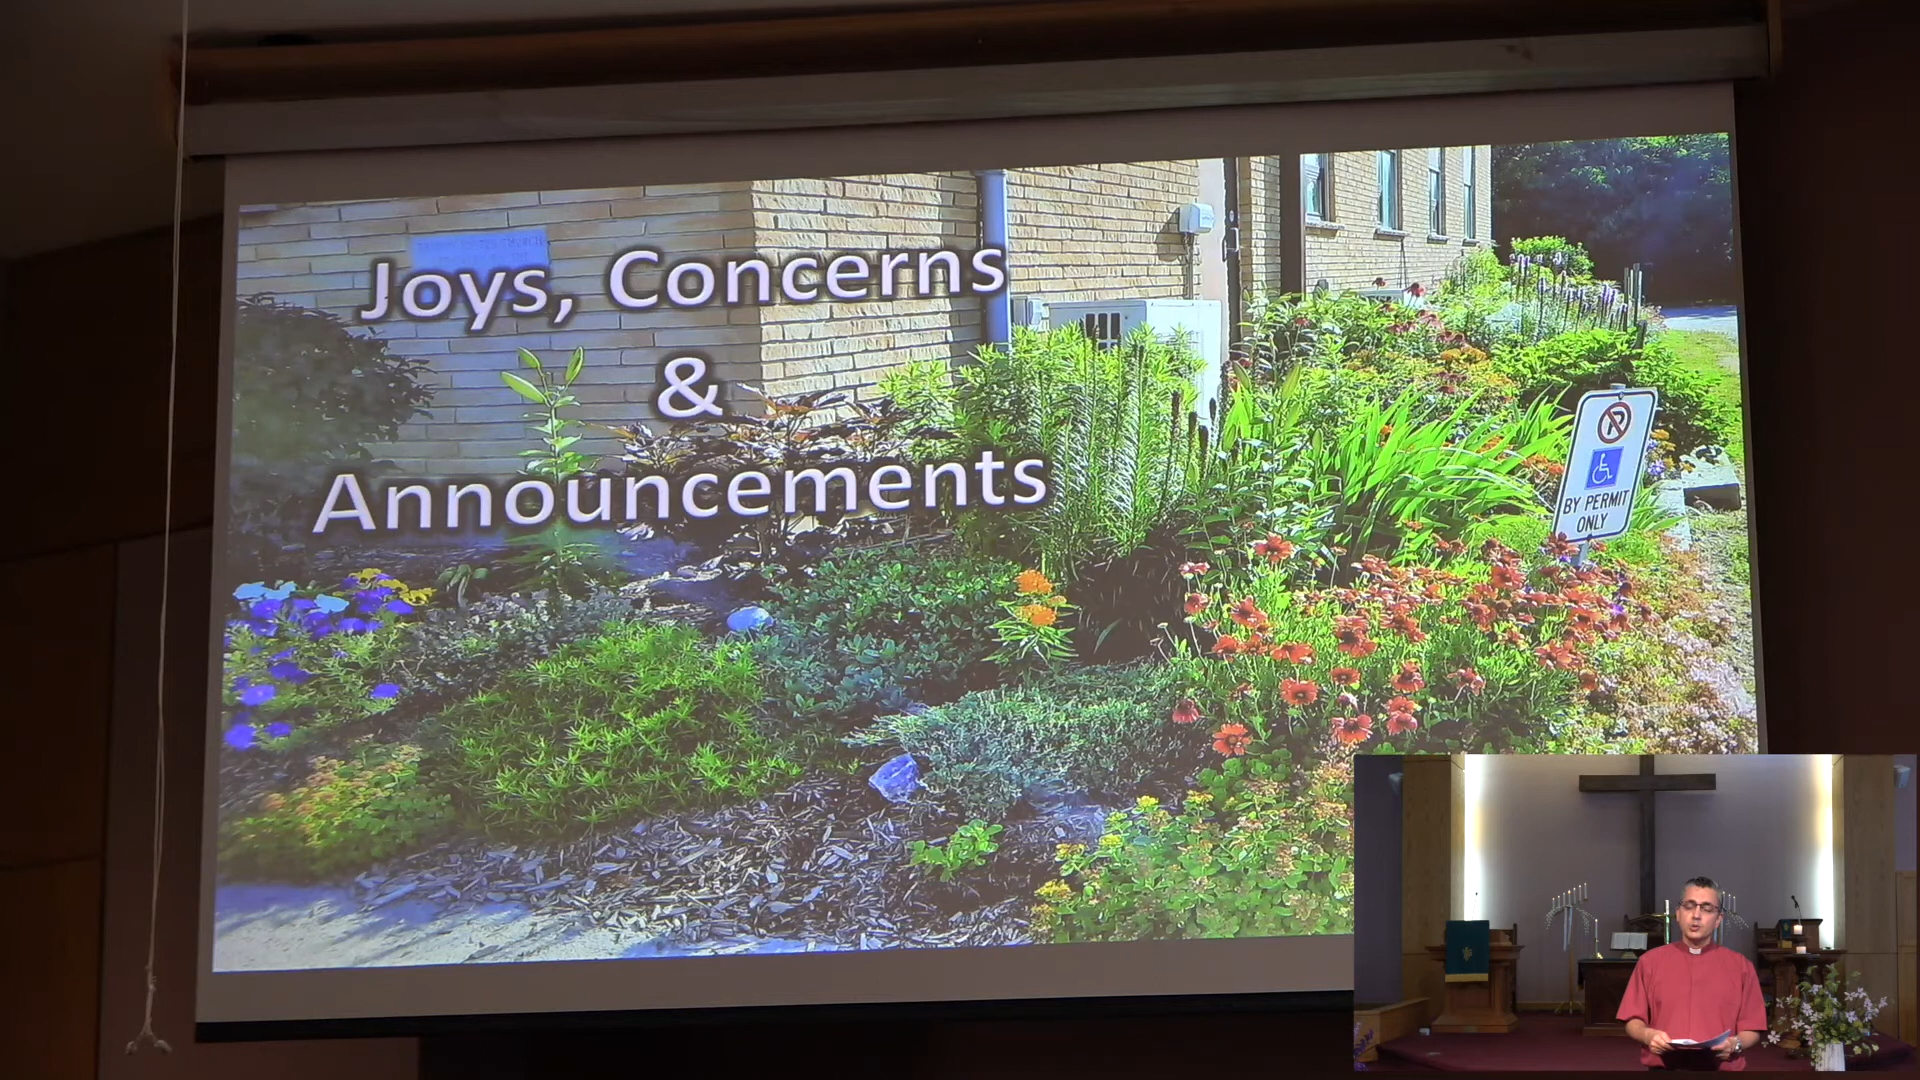 Joys, Concerns
&
Announcements
P
BY PERMIT
ONLY